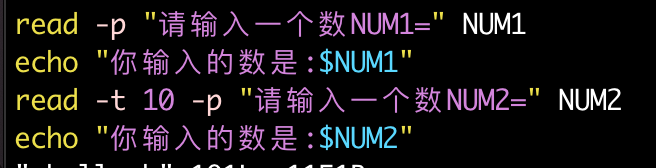 read -p "请输入一个数NUM1=" NUM1
echo "你输入的数是:$NUM1"
read -t 10 -p "请输入一个数NUM2=" NUM2
echo "你输入的数是:$NUM2"